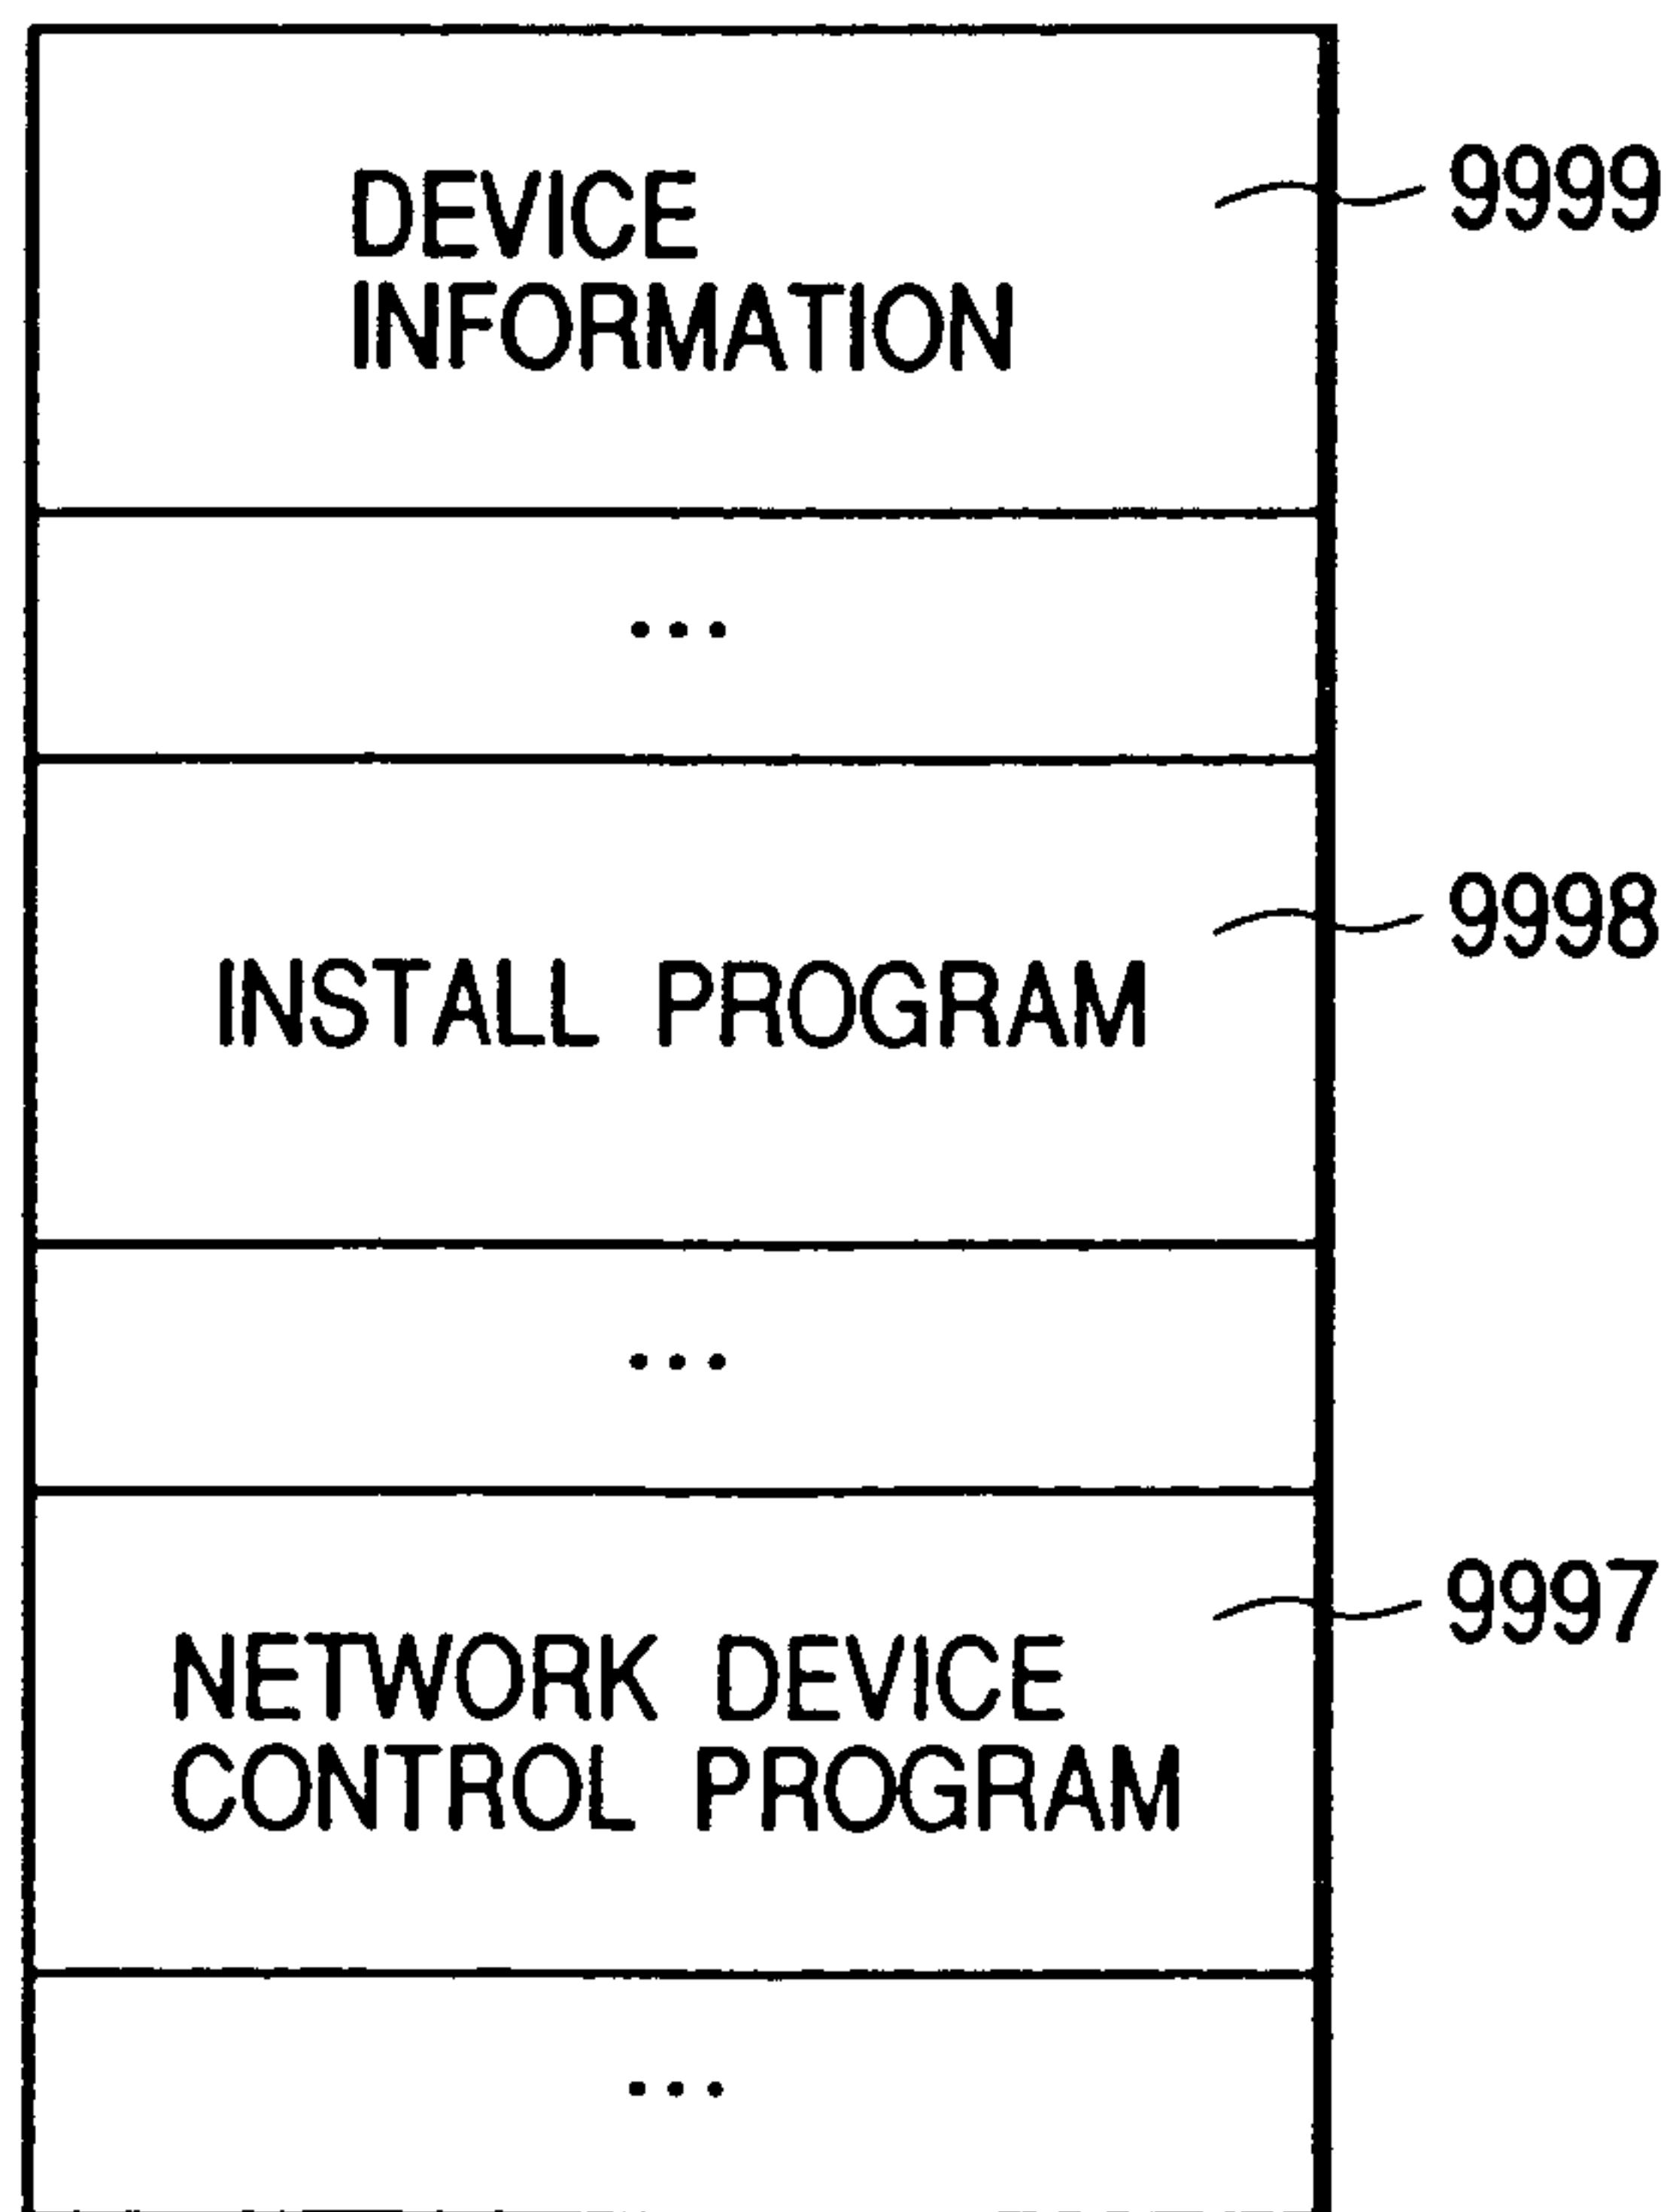 DEVICE
INFORMATION
9999
...
INSTALL PROGRAM
9998
...
NETWORK DEVICE
CONTROL PROGRAM
9997
...